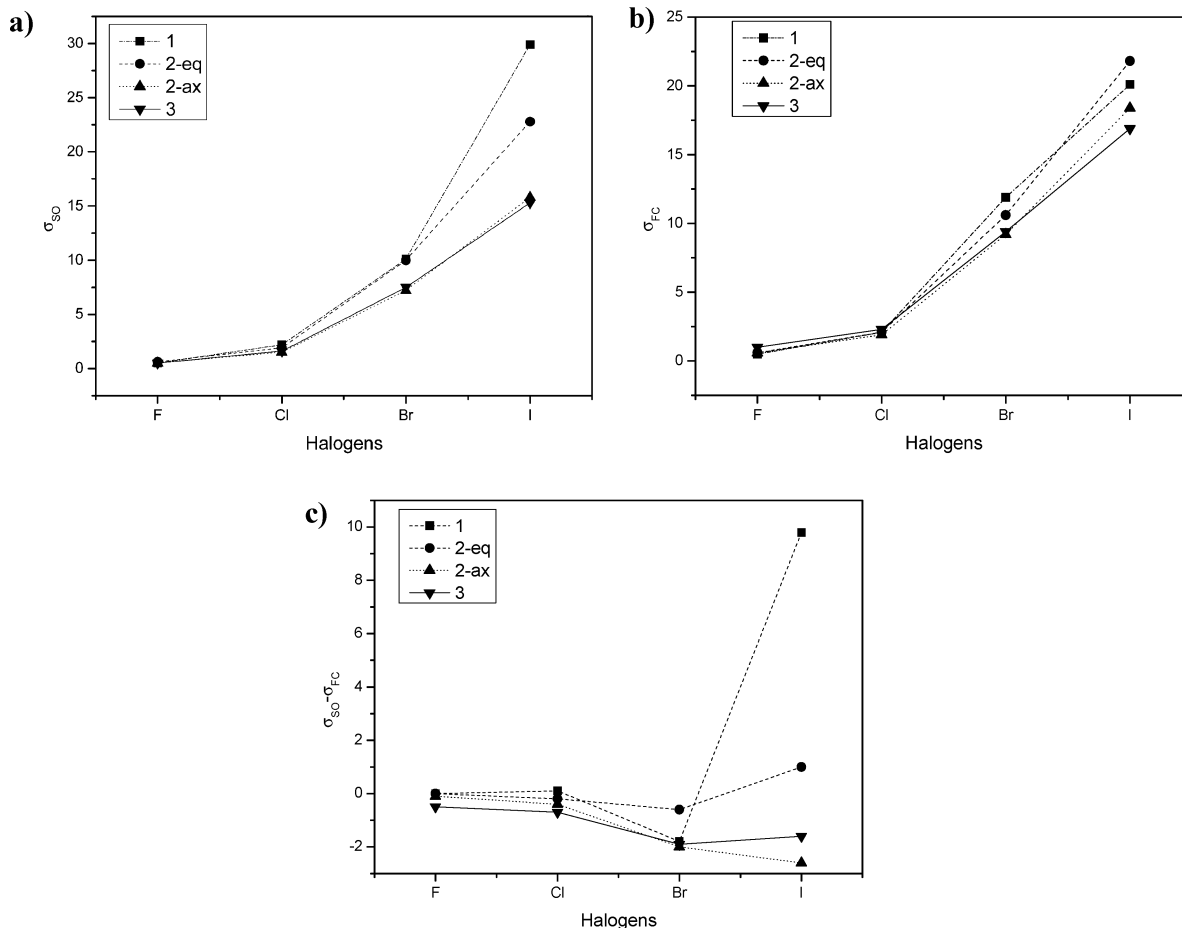 a)
1
2-eq
2-ax
3
30
25
20
15
10
5
0
σSO
F Cl Br I
Halogens
b)
1
2-eq
2-ax
3
25
20
15
10
5
0
σFC
F Cl Br I
Halogens
c)
1
2-eq
2-ax
3
10
8
6
4
2
0
-2
σSO-σFC
F Cl Br I
Halogens